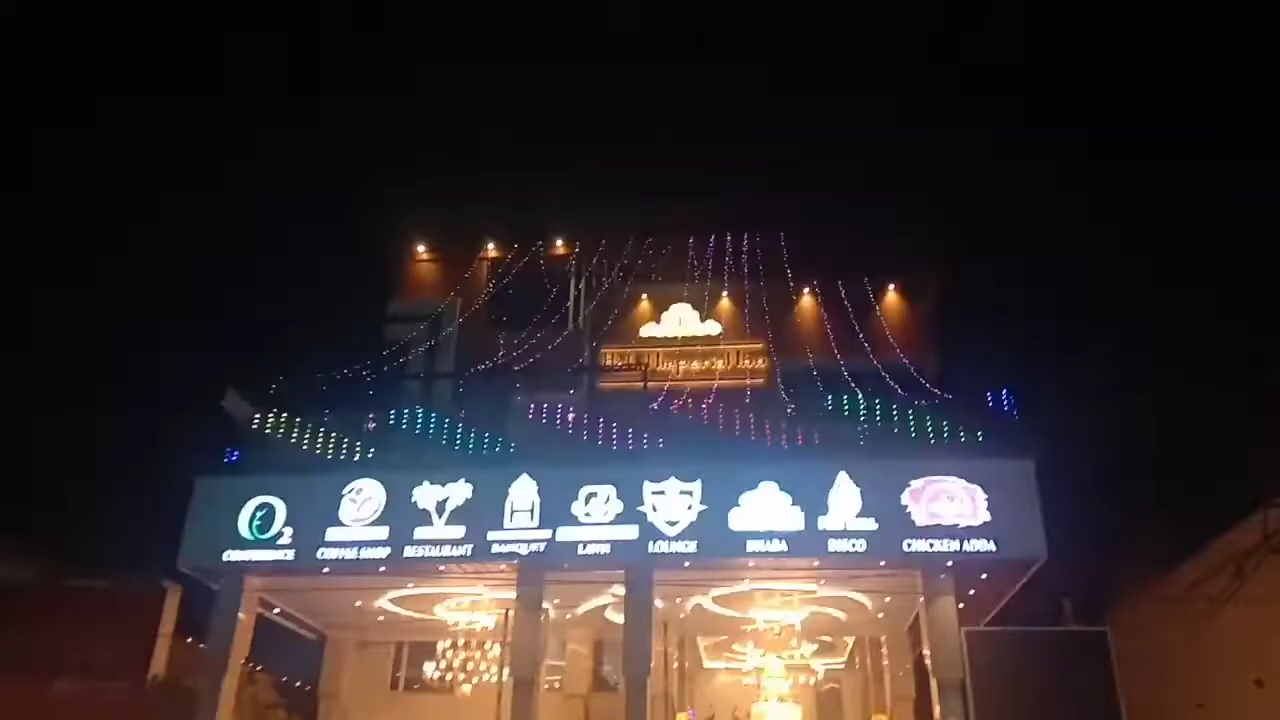 Hotel Imperial Inn
O2
CONFERENCE
COFFEE SHOP
RESTAURANT
BANQUET
LAWN
LOUNGE
DHABA
DISCO
CHICKEN ADDA